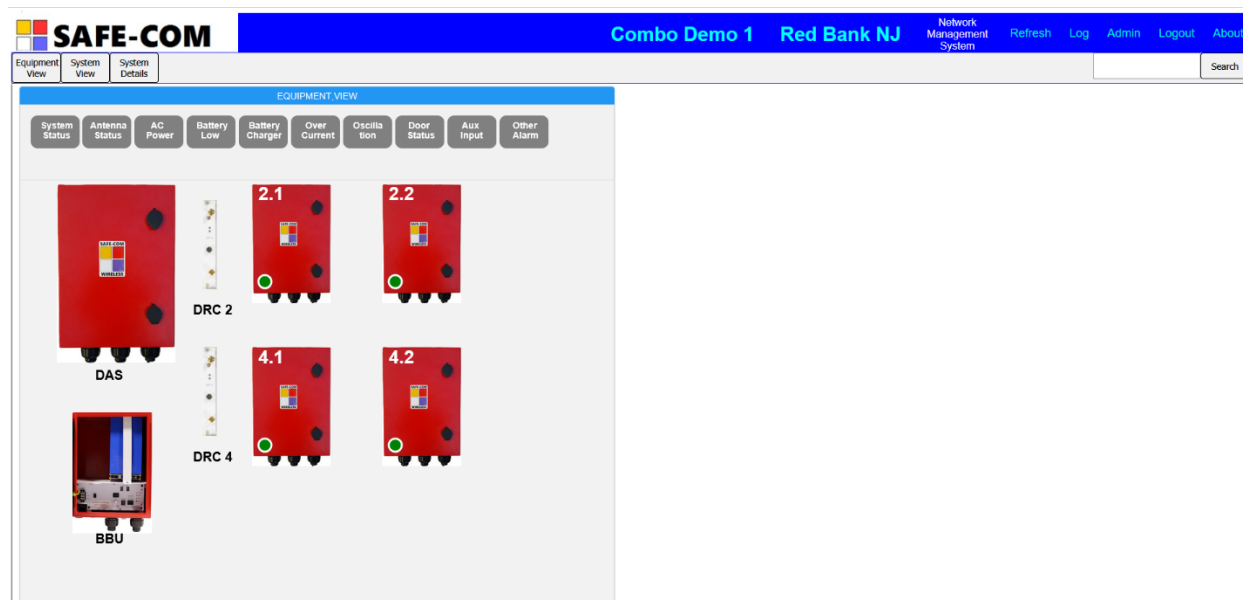 SAFE-COM
Combo Demo 1
Red Bank NJ
Network
Management
System
Refresh
Log
Admin
Logout
About
Equipment
View
System
View
System
Details
Search
EQUIPMENT,VIEW
System
Status
Antenna
Status
AC
Power
Battery
Low
Battery
Charger
Over
Current
Oscilla
tion
Door
Status
Aux
Input
Other
Alarm
SAFE-COM
WIRELESS
DAS
DRC 2
2.1
2.2
DRC 4
4.1
4.2
BBU